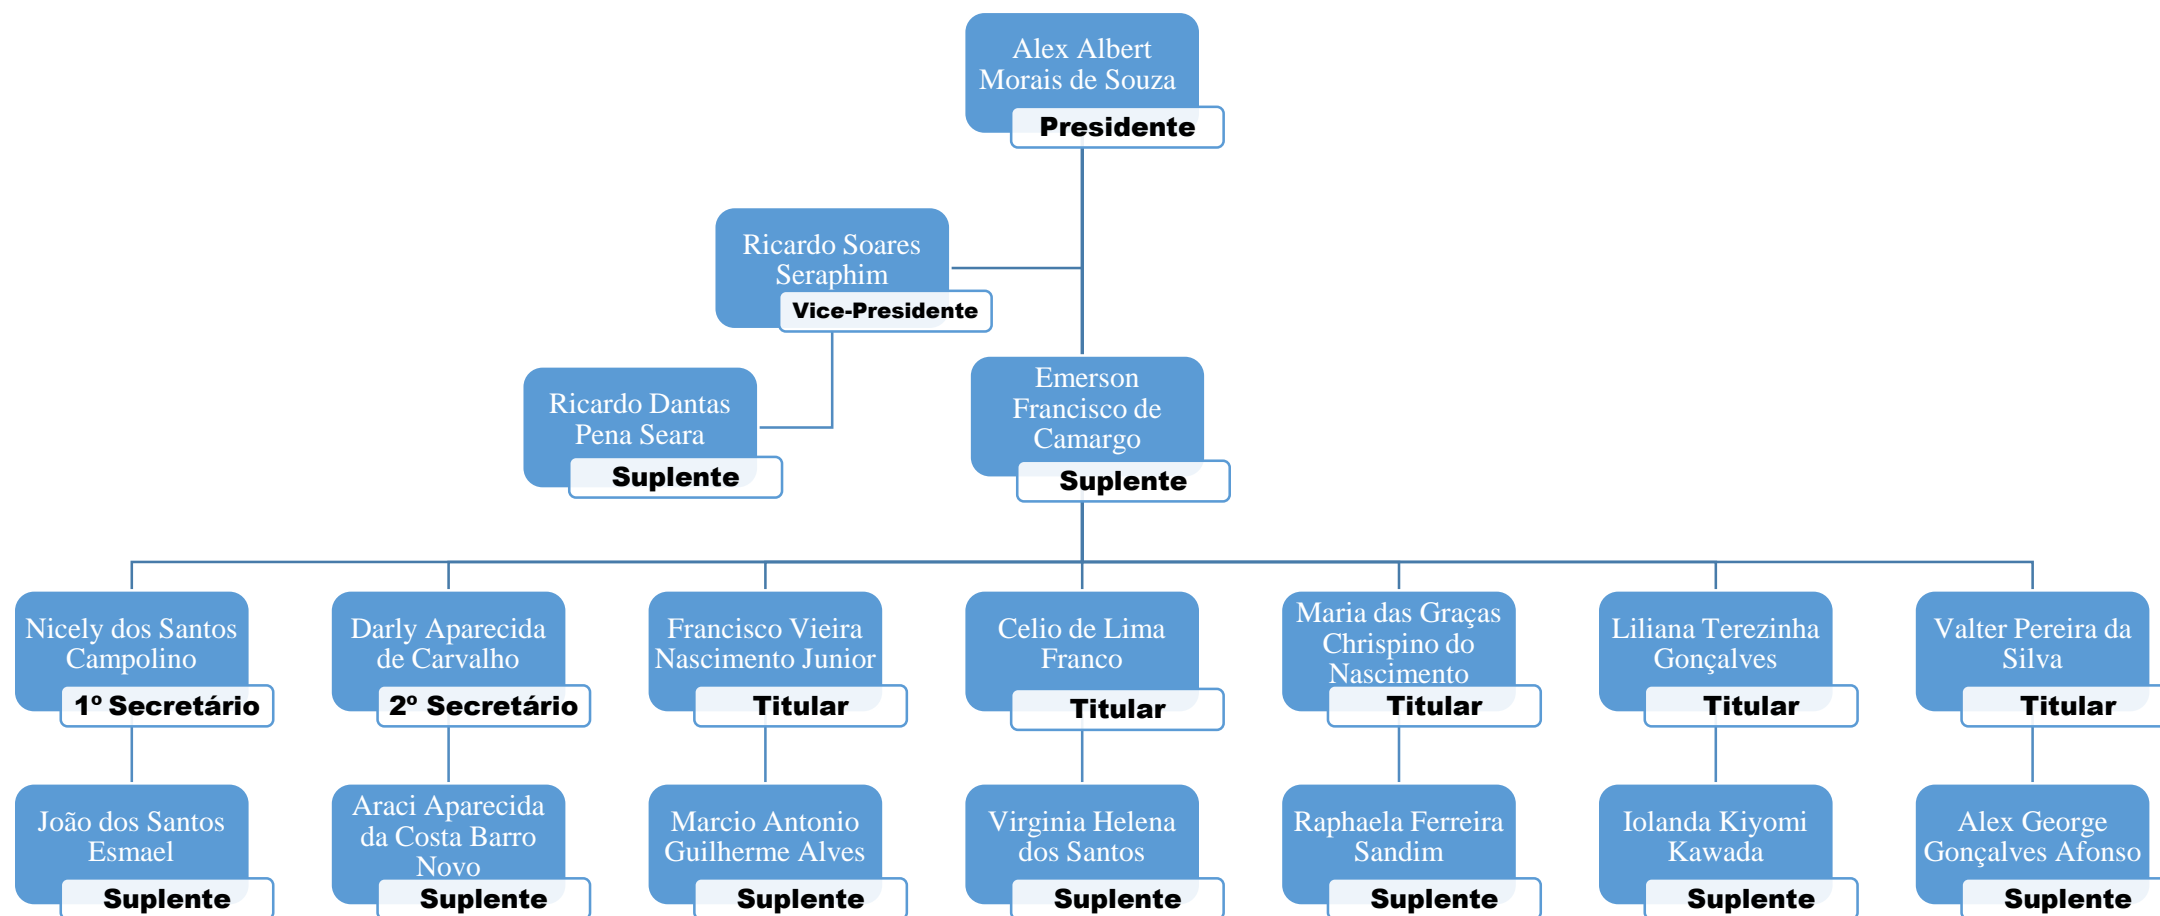 Alex Albert
Morais de Souza
Presidente
Ricardo Soares
Seraphim
Vice-Presidente
Ricardo Dantas
Pena Seara
Suplente
Emerson
Francisco de
Camargo
Suplente
Nicely dos Santos
Campolino
1º Secretário
Darly Aparecida
de Carvalho
2º Secretário
Francisco Vieira
Nascimento Junior
Titular
Celio de Lima
Franco
Titular
Maria das Graças
Chrispino do
Nascimento
Titular
Liliana Terezinha
Gonçalves
Titular
Valter Pereira da
Silva
Titular
João dos Santos
Esmael
Suplente
Araci Aparecida
da Costa Barro
Novo
Suplente
Marcio Antonio
Guilherme Alves
Suplente
Virginia Helena
dos Santos
Suplente
Raphaela Ferreira
Sandim
Suplente
Iolanda Kiyomi
Kawada
Suplente
Alex George
Gonçalves Afonso
Suplente